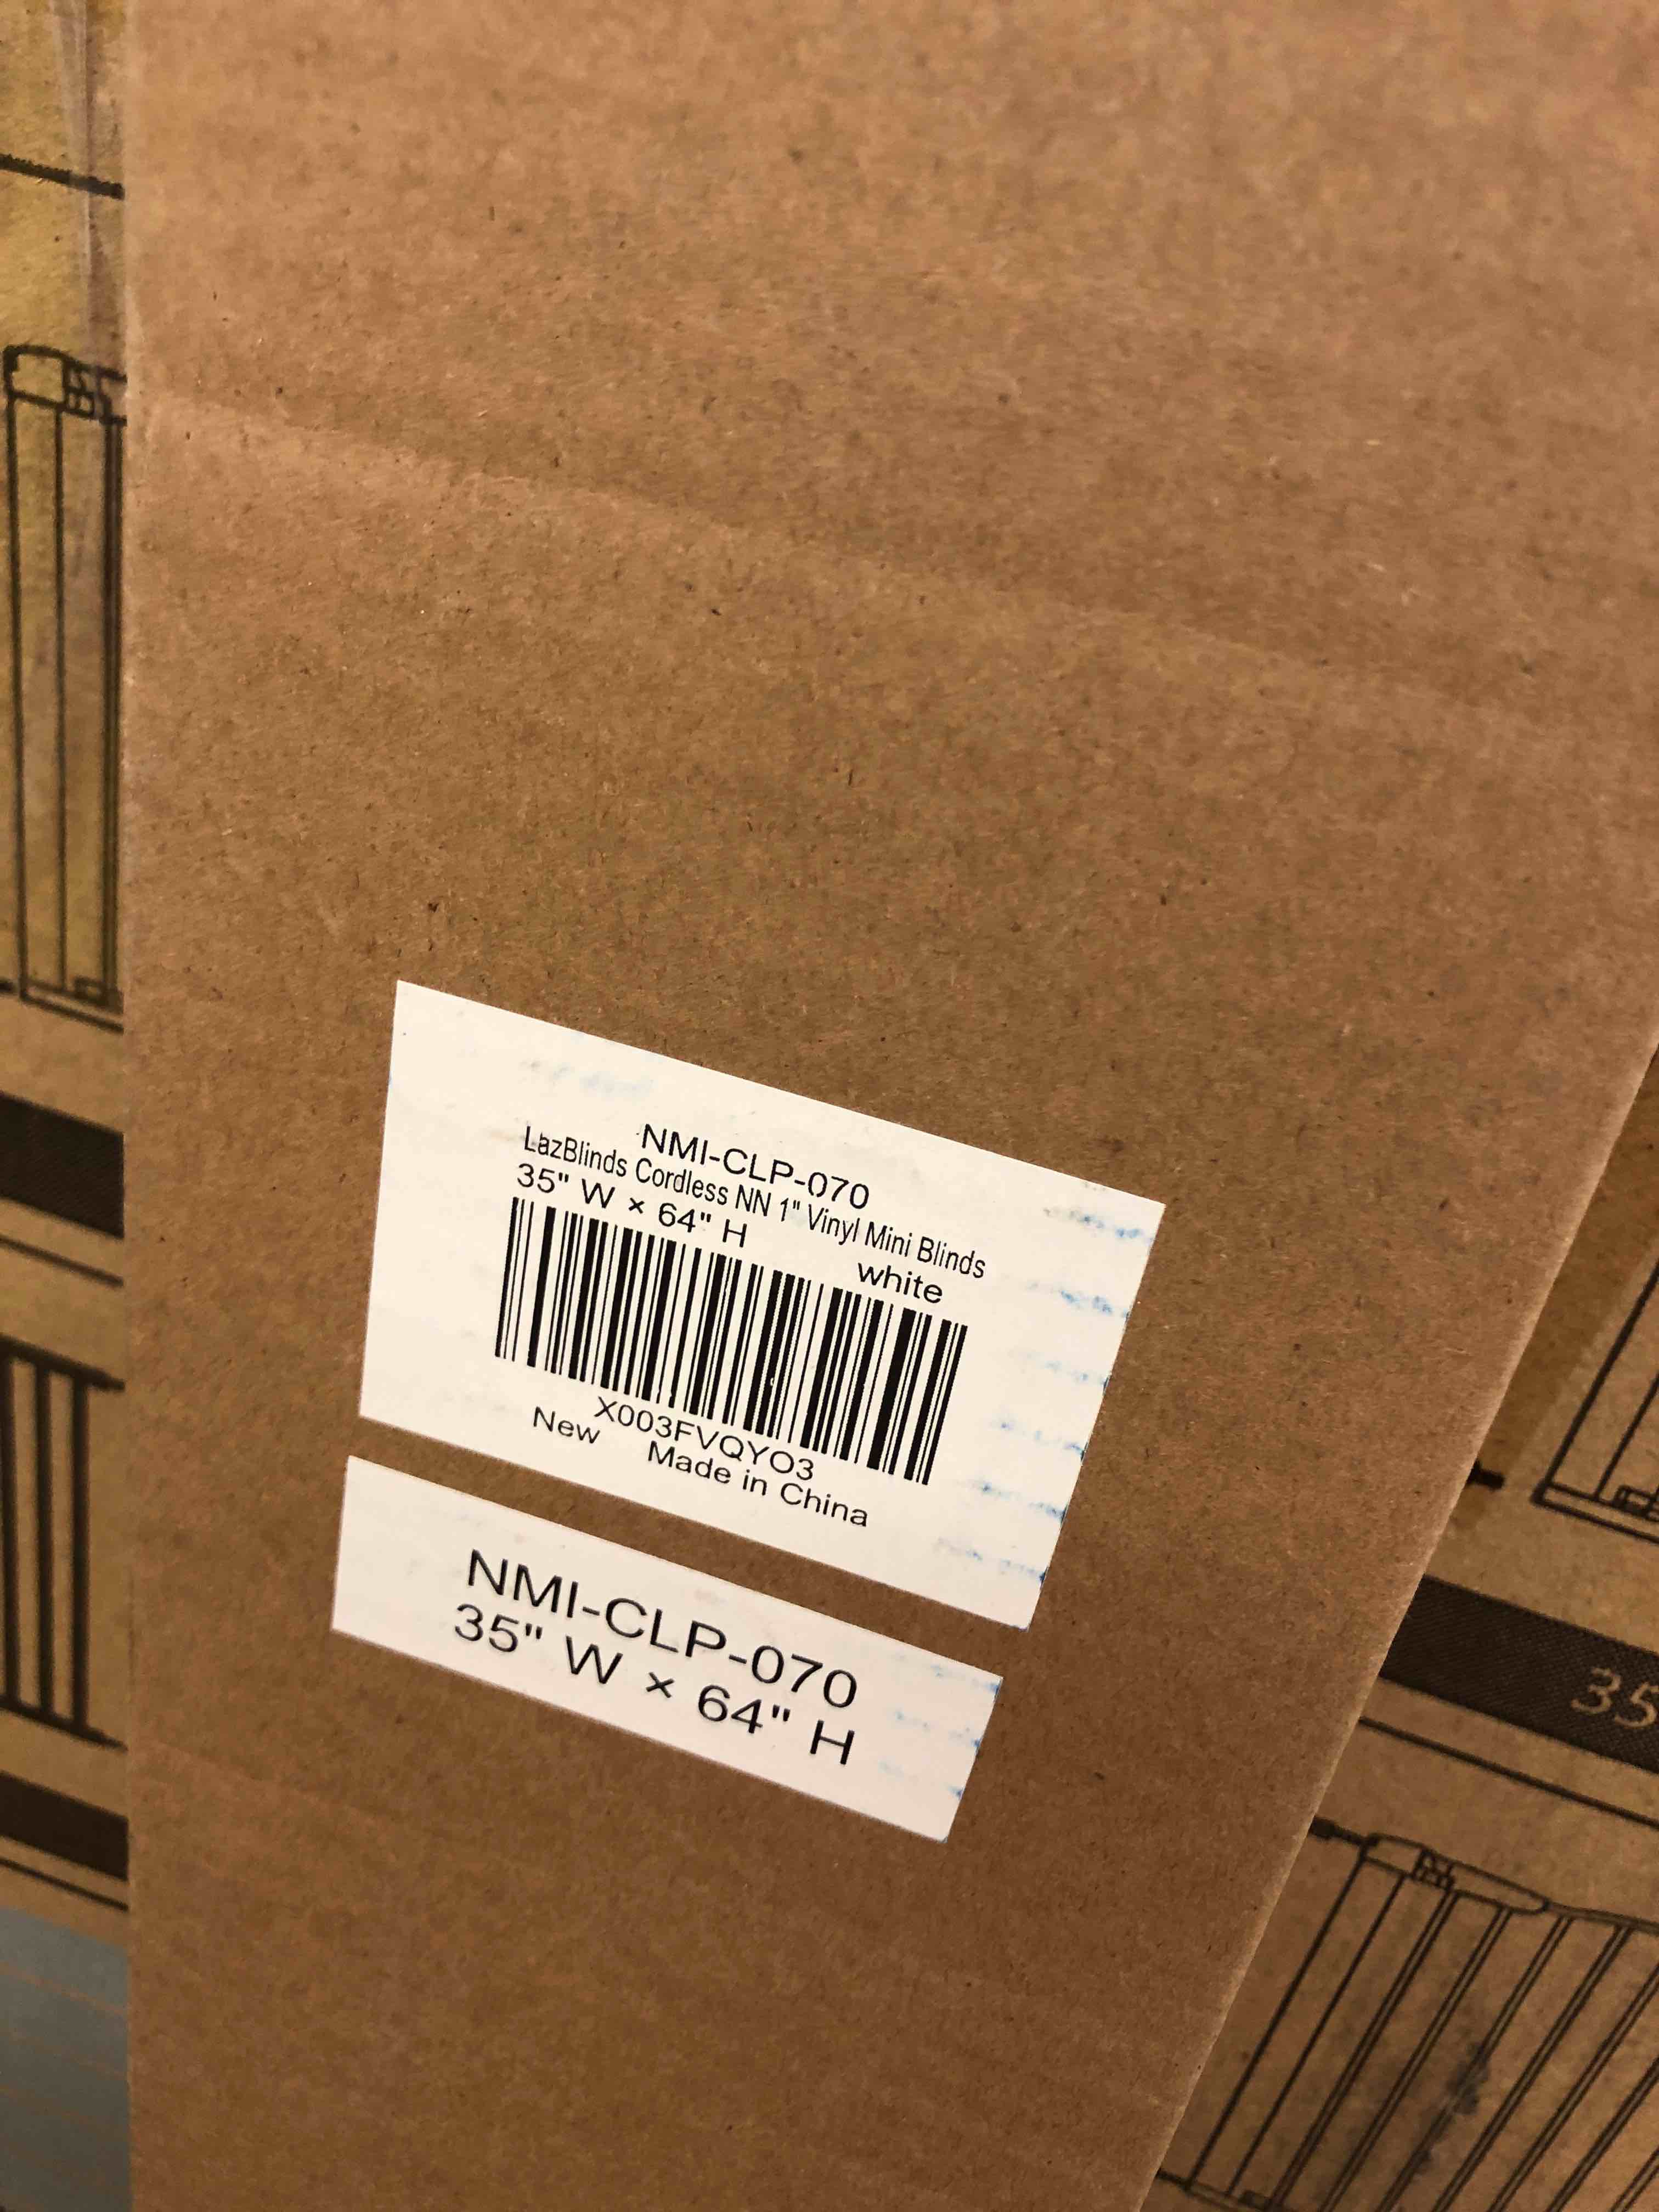 NMI-CLP-070
LazBlinds Cordless NN 1" Vinyl Mini Blinds
35" W × 64" H
white
X003FVQYO3
New Made in China
NMI-CLP-070
35" W × 64" H
35